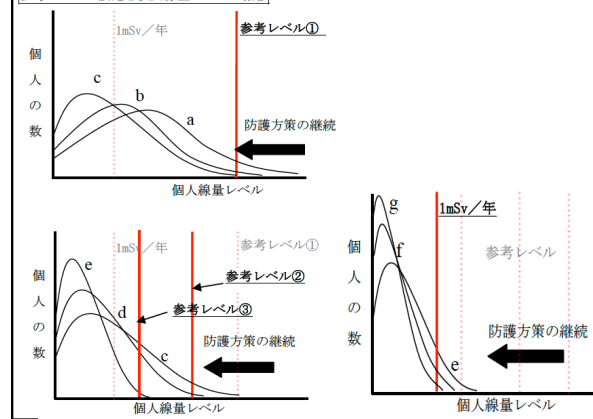 1mSv／年
参考レベル①
個人の数
c
b
a
防護方策の継続
個人線量レベル
1mSv／年
参考レベル①
参考レベル②
参考レベル③
個人の数
e
d
c
防護方策の継続
個人線量レベル
1mSv／年
参考レベル
個人の数
g
f
e
防護方策の継続
個人線量レベル